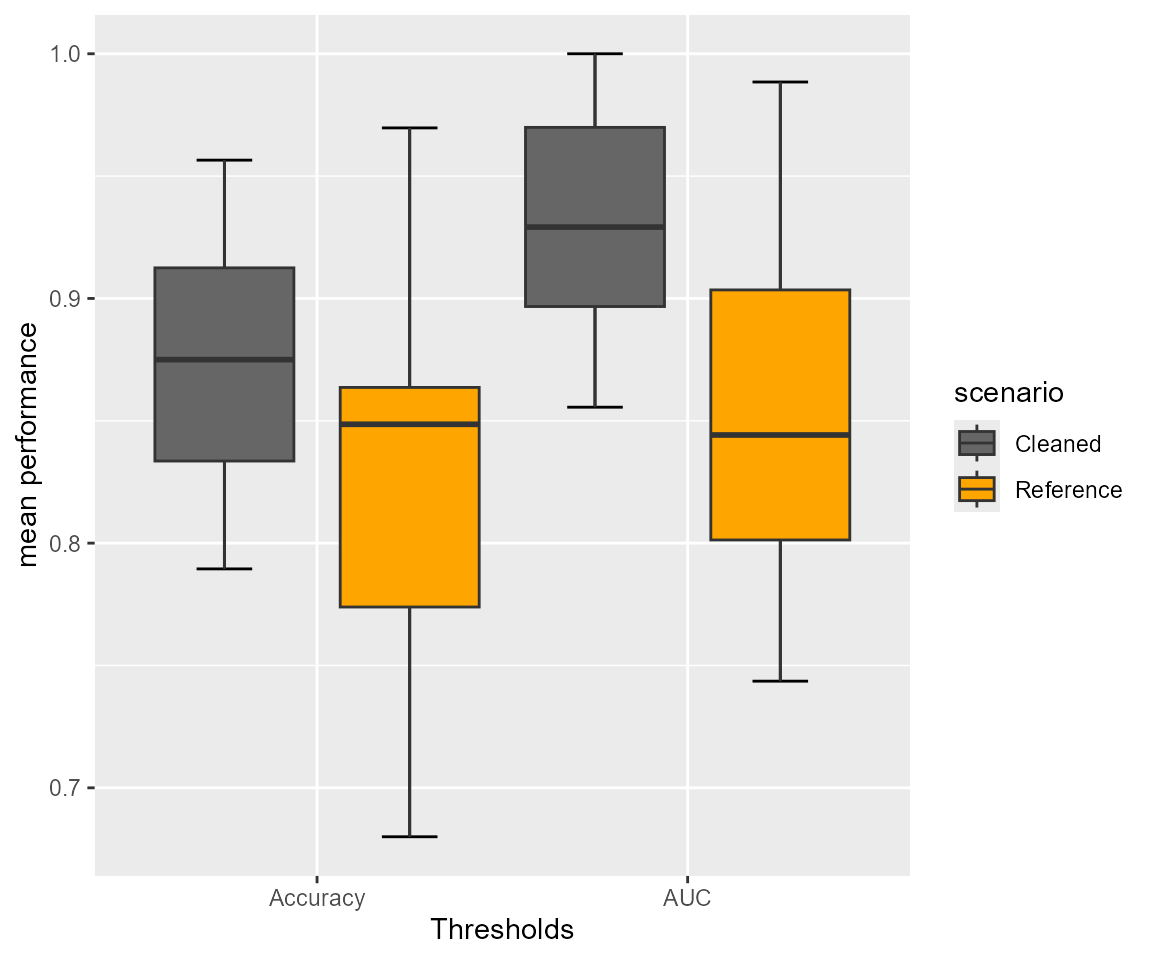 1.0
0.9
0.8
0.7
mean performance
Accuracy
AUC
Thresholds
scenario
Cleaned
Reference